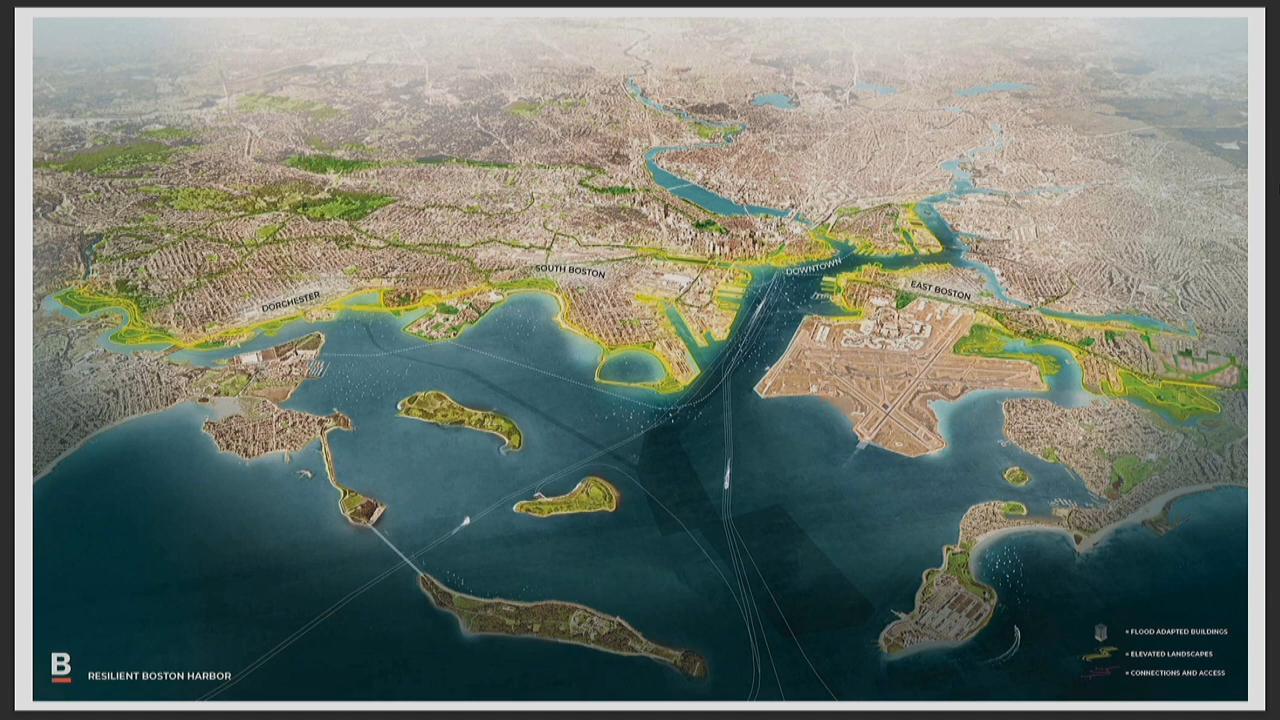 SOUTH BOSTON
DOWNTOWN
DORCHESTER
EAST BOSTON
B
RESILIENT BOSTON HARBOR
= FLOOD ADAPTED BUILDINGS
= ELEVATED LANDSCAPES
= CONNECTIONS AND ACCESS